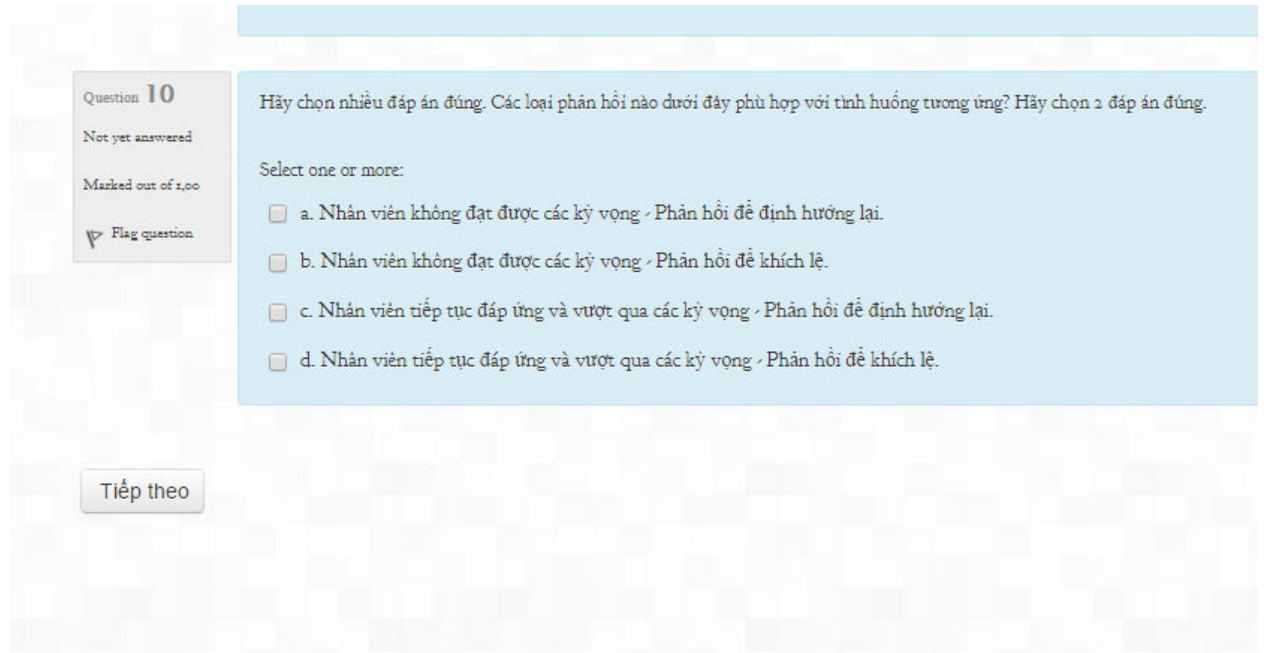 Question 10
Not yet answered
Marked out of 1,00
Flag question
Hãy chọn nhiều đáp án đúng. Các loại phản hồi nào dưới đây phù hợp với tình huống tương ứng? Hãy chọn 2 đáp án đúng.
Select one or more:
a. Nhân viên không đạt được các kỳ vọng - Phản hồi để định hướng lại.
b. Nhân viên không đạt được các kỳ vọng - Phản hồi để khích lệ.
c. Nhân viên tiếp tục đáp ứng và vượt qua các kỳ vọng - Phản hồi để định hướng lại.
d. Nhân viên tiếp tục đáp ứng và vượt qua các kỳ vọng - Phản hồi để khích lệ.
Tiếp theo